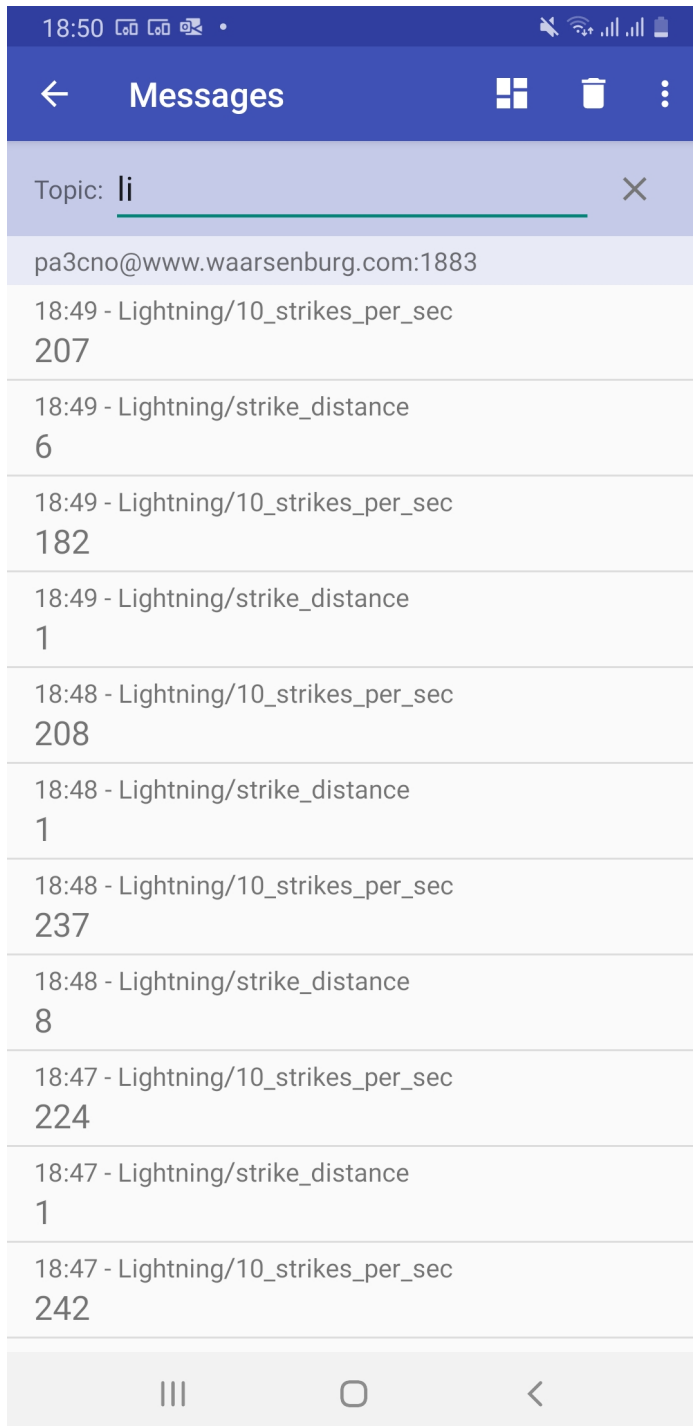 18:50
Messages
Topic: li
pa3cno@www.waarsenburg.com:1883
18:49 - Lightning/10_strikes_per_sec
207
18:49 - Lightning/strike_distance
6
18:49 - Lightning/10_strikes_per_sec
182
18:49 - Lightning/strike_distance
1
18:48 - Lightning/10_strikes_per_sec
208
18:48 - Lightning/strike_distance
1
18:48 - Lightning/10_strikes_per_sec
237
18:48 - Lightning/strike_distance
8
18:47 - Lightning/10_strikes_per_sec
224
18:47 - Lightning/strike_distance
1
18:47 - Lightning/10_strikes_per_sec
242